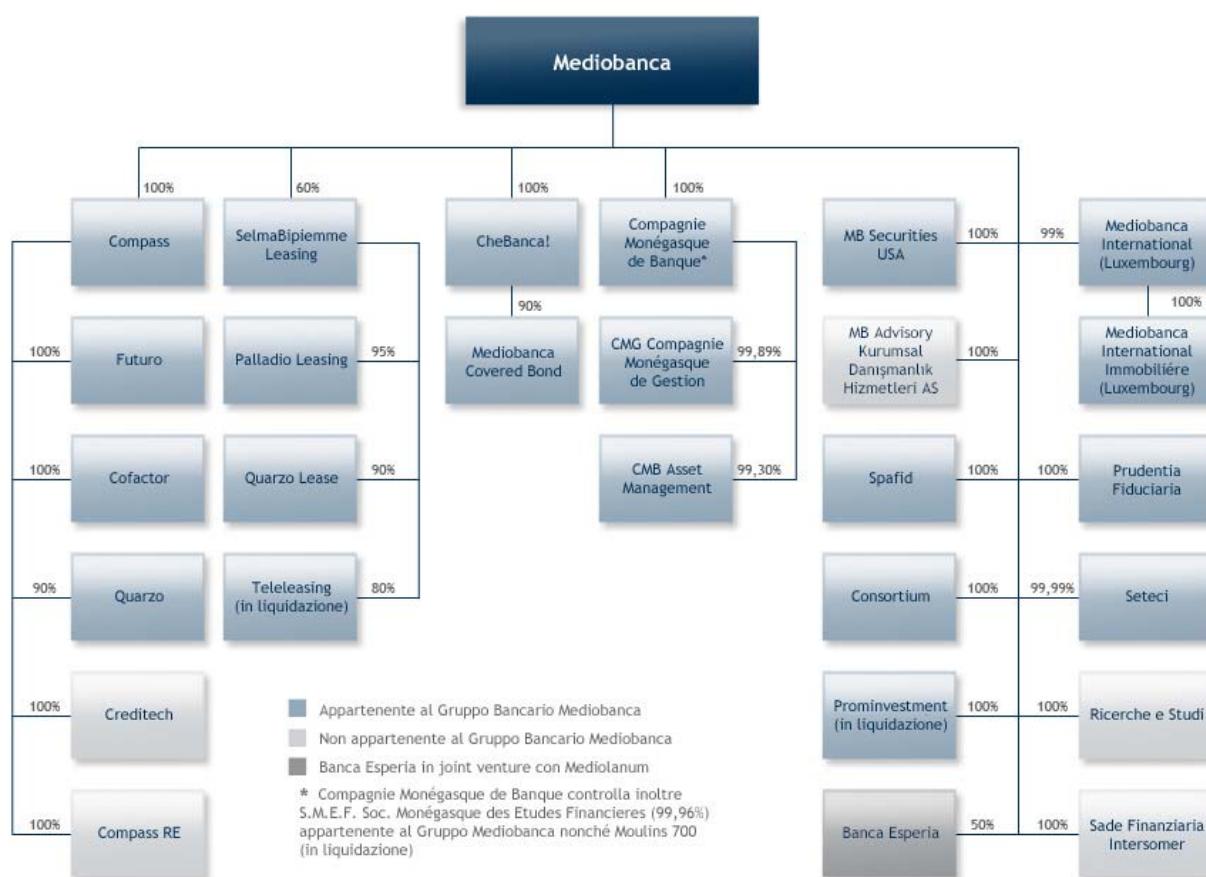 Mediobanca
100%
60%
100%
100%
Compass
SelmaBipiemme
Leasing
CheBanca!
Compagnie
Monégasque
de Banque*
MB Securities
USA
100%
99%
Mediobanca
International
(Luxembourg)
90%
100%
100%
Futuro
Palladio Leasing
95%
Mediobanca
Covered Bond
CMG Compagnie
Monégasque
de Gestion
99,89%
MB Advisory
Kurumsal
Danışmanlık
Hizmetleri AS
100%
Mediobanca
International
Immobiliére
(Luxembourg)
100%
Cofactor
Quarzo Lease
90%
CMB Asset
Management
99,30%
Spafid
100%
100%
Prudentia
Fiduciaria
90%
Quarzo
Teleleasing
(in liquidazione)
80%
Consortium
100%
99,99%
Seteci
100%
Creditech
Prominvestment
(in liquidazione)
100%
100%
Ricerche e Studi
100%
Compass RE
Banca Esperia
50%
100%
Sade Finanziaria
Intersomer
Appartenente al Gruppo Bancario Mediobanca
Non appartenente al Gruppo Bancario Mediobanca
Banca Esperia in joint venture con Mediolanum
* Compagnie Monégasque de Banque controlla inoltre
S.M.E.F. Soc. Monégasque des Etudes Financieres (99,96%)
appartenente al Gruppo Mediobanca nonché Moulins 700
(in liquidazione)